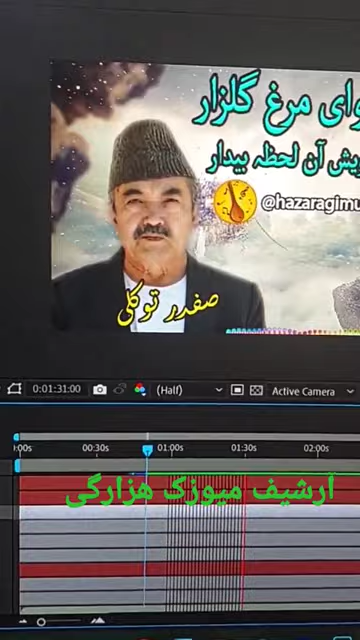 وای مرغ گلزار
آن لحظه بیدار
@hazaragimu
صفدر توکلی
0:01:31:00
(Half)
Active Camera
:00s
00:30s
01:00s
01:30s
02:00s
ارشیف میوزک هزارگی